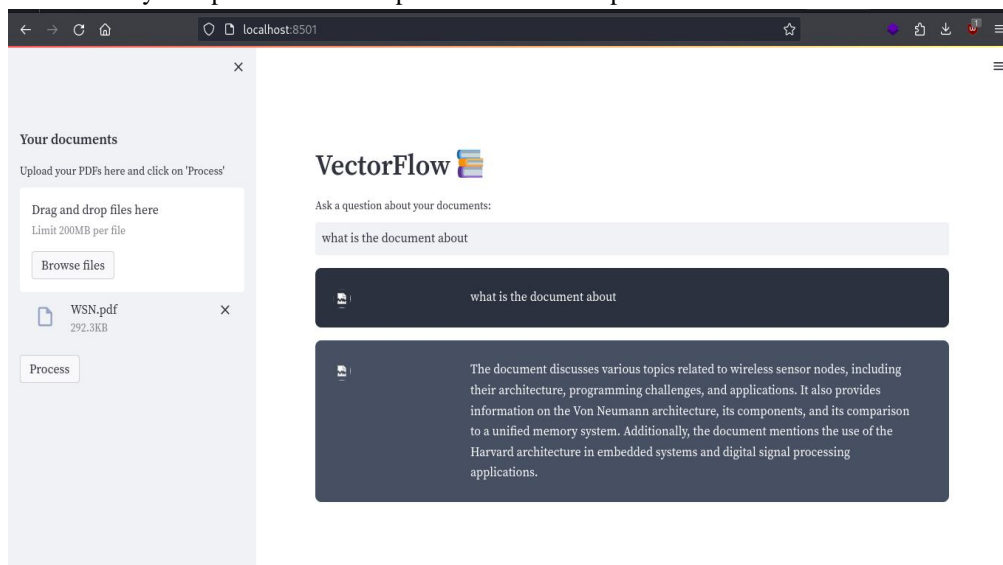 localhost:8501
Your documents
Upload your PDFs here and click on 'Process'
Drag and drop files here
Limit 200MB per file
Browse files
WSN.pdf
292.3KB
Process
VectorFlow
Ask a question about your documents:
what is the document about
what is the document about
The document discusses various topics related to wireless sensor nodes, including
their architecture, programming challenges, and applications. It also provides
information on the Von Neumann architecture, its components, and its comparison
to a unified memory system. Additionally, the document mentions the use of the
Harvard architecture in embedded systems and digital signal processing
applications.